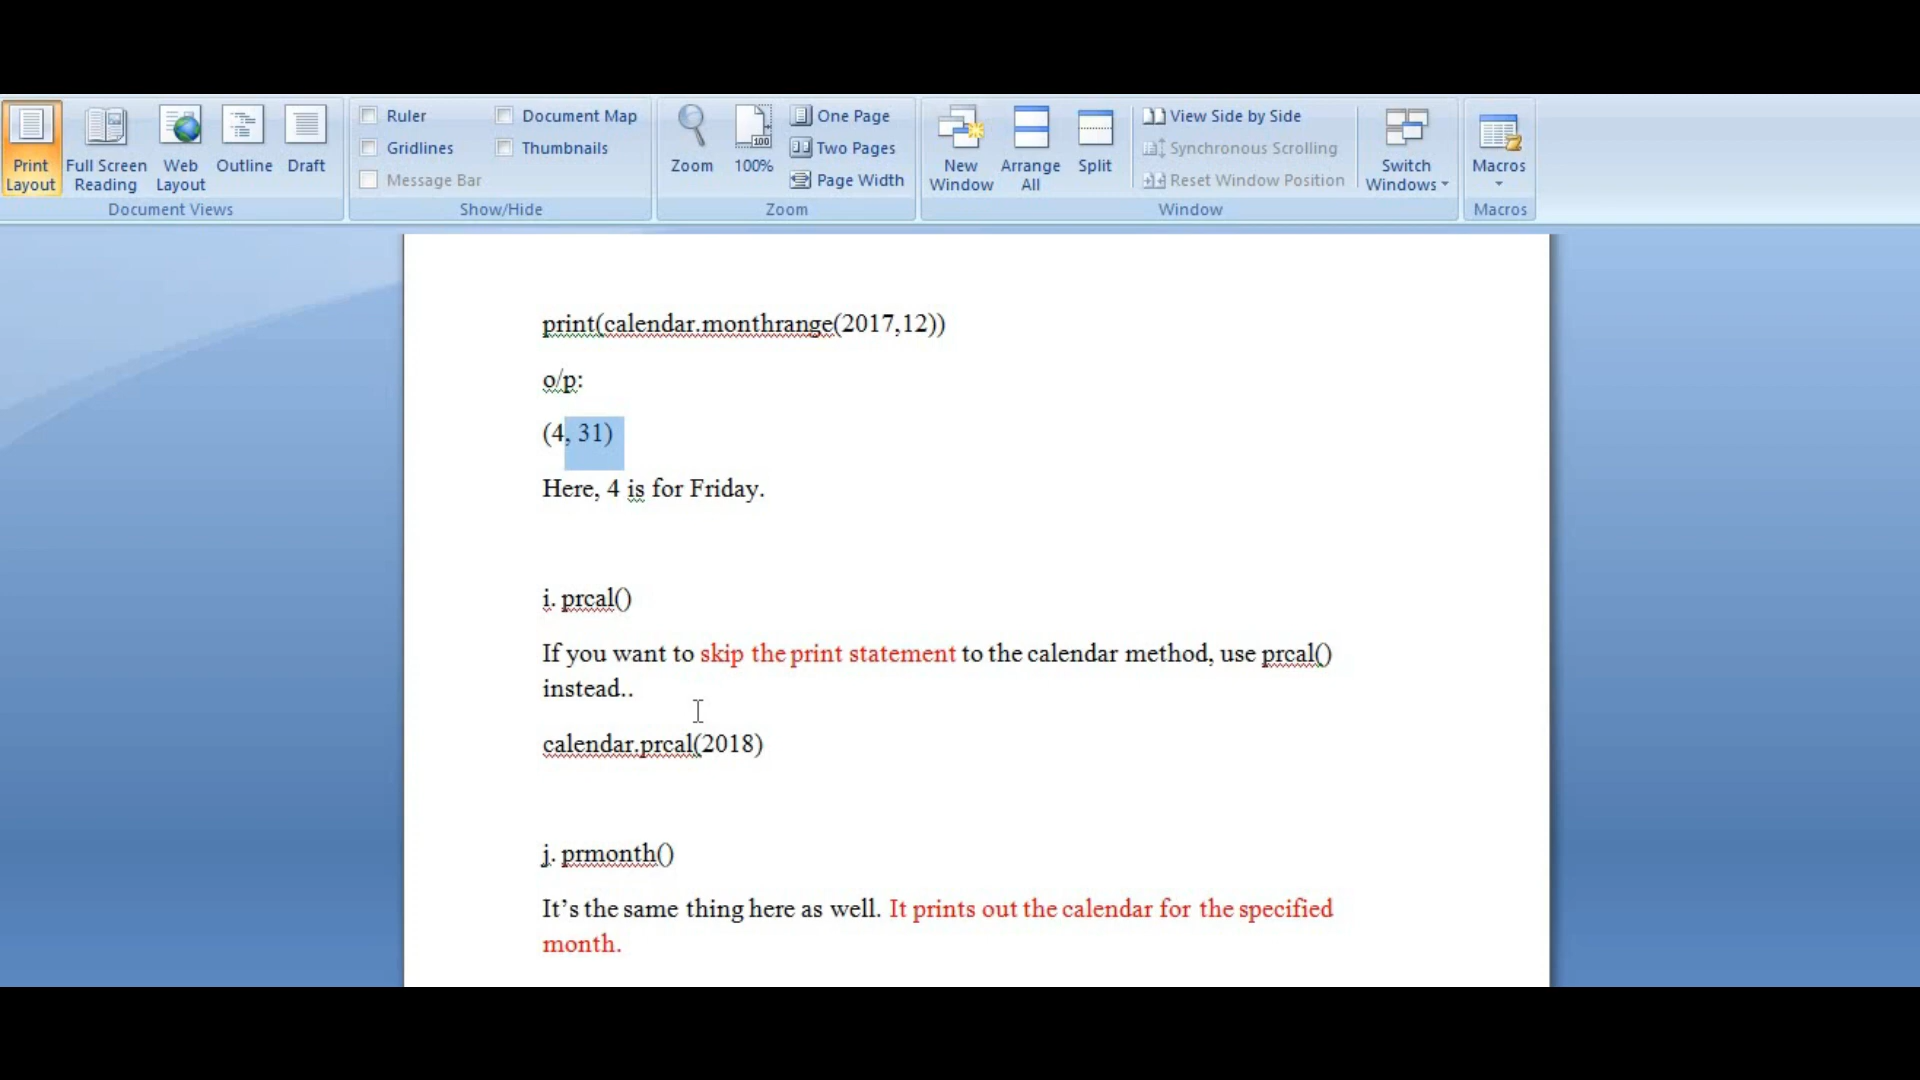 Print Layout
Full Screen Reading
Web Layout
Outline
Draft
Document Views
Ruler
Gridlines
Message Bar
Document Map
Thumbnails
Show/Hide
Zoom
100
100%
One Page
Two Pages
Page Width
Zoom
New Window
Arrange All
Split
View Side by Side
Synchronous Scrolling
Reset Window Position
Switch Windows
Window
Macros
Macros
print(calendar.monthrange(2017,12))
o/p:
(4, 31)
Here, 4 is for Friday.
i. prcal()
If you want to skip the print statement to the calendar method, use prcal()
instead..
calendar.prcal(2018)
j. prmonth()
It’s the same thing here as well. It prints out the calendar for the specified
month.